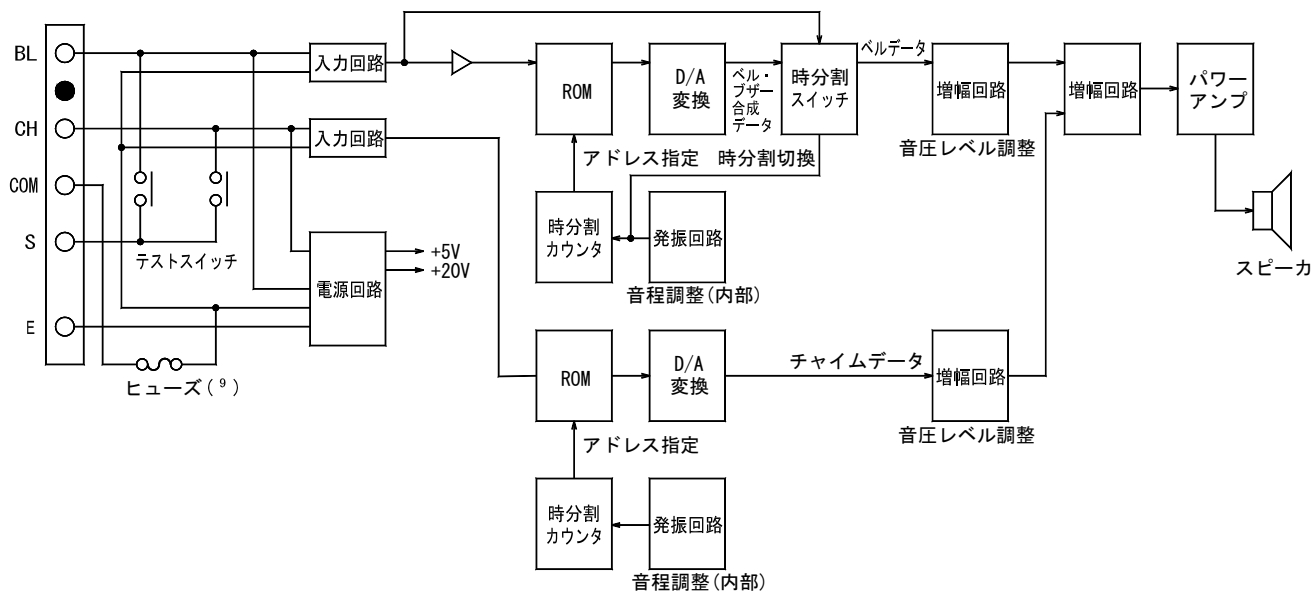 BL
CH
COM
S
E
テストスイッチ
ヒューズ(⁹)
入力回路
入力回路
電源回路
+5V
+20V
ROM
D/A
変換
ベル・
ブザー
合成
データ
時分割
スイッチ
ベルデータ
増幅回路
音圧レベル調整
増幅回路
パワー
アンプ
スピーカ
アドレス指定
時分割切換
時分割
カウンタ
発振回路
音程調整(内部)
ROM
D/A
変換
チャイムデータ
増幅回路
音圧レベル調整
アドレス指定
時分割
カウンタ
発振回路
音程調整(内部)